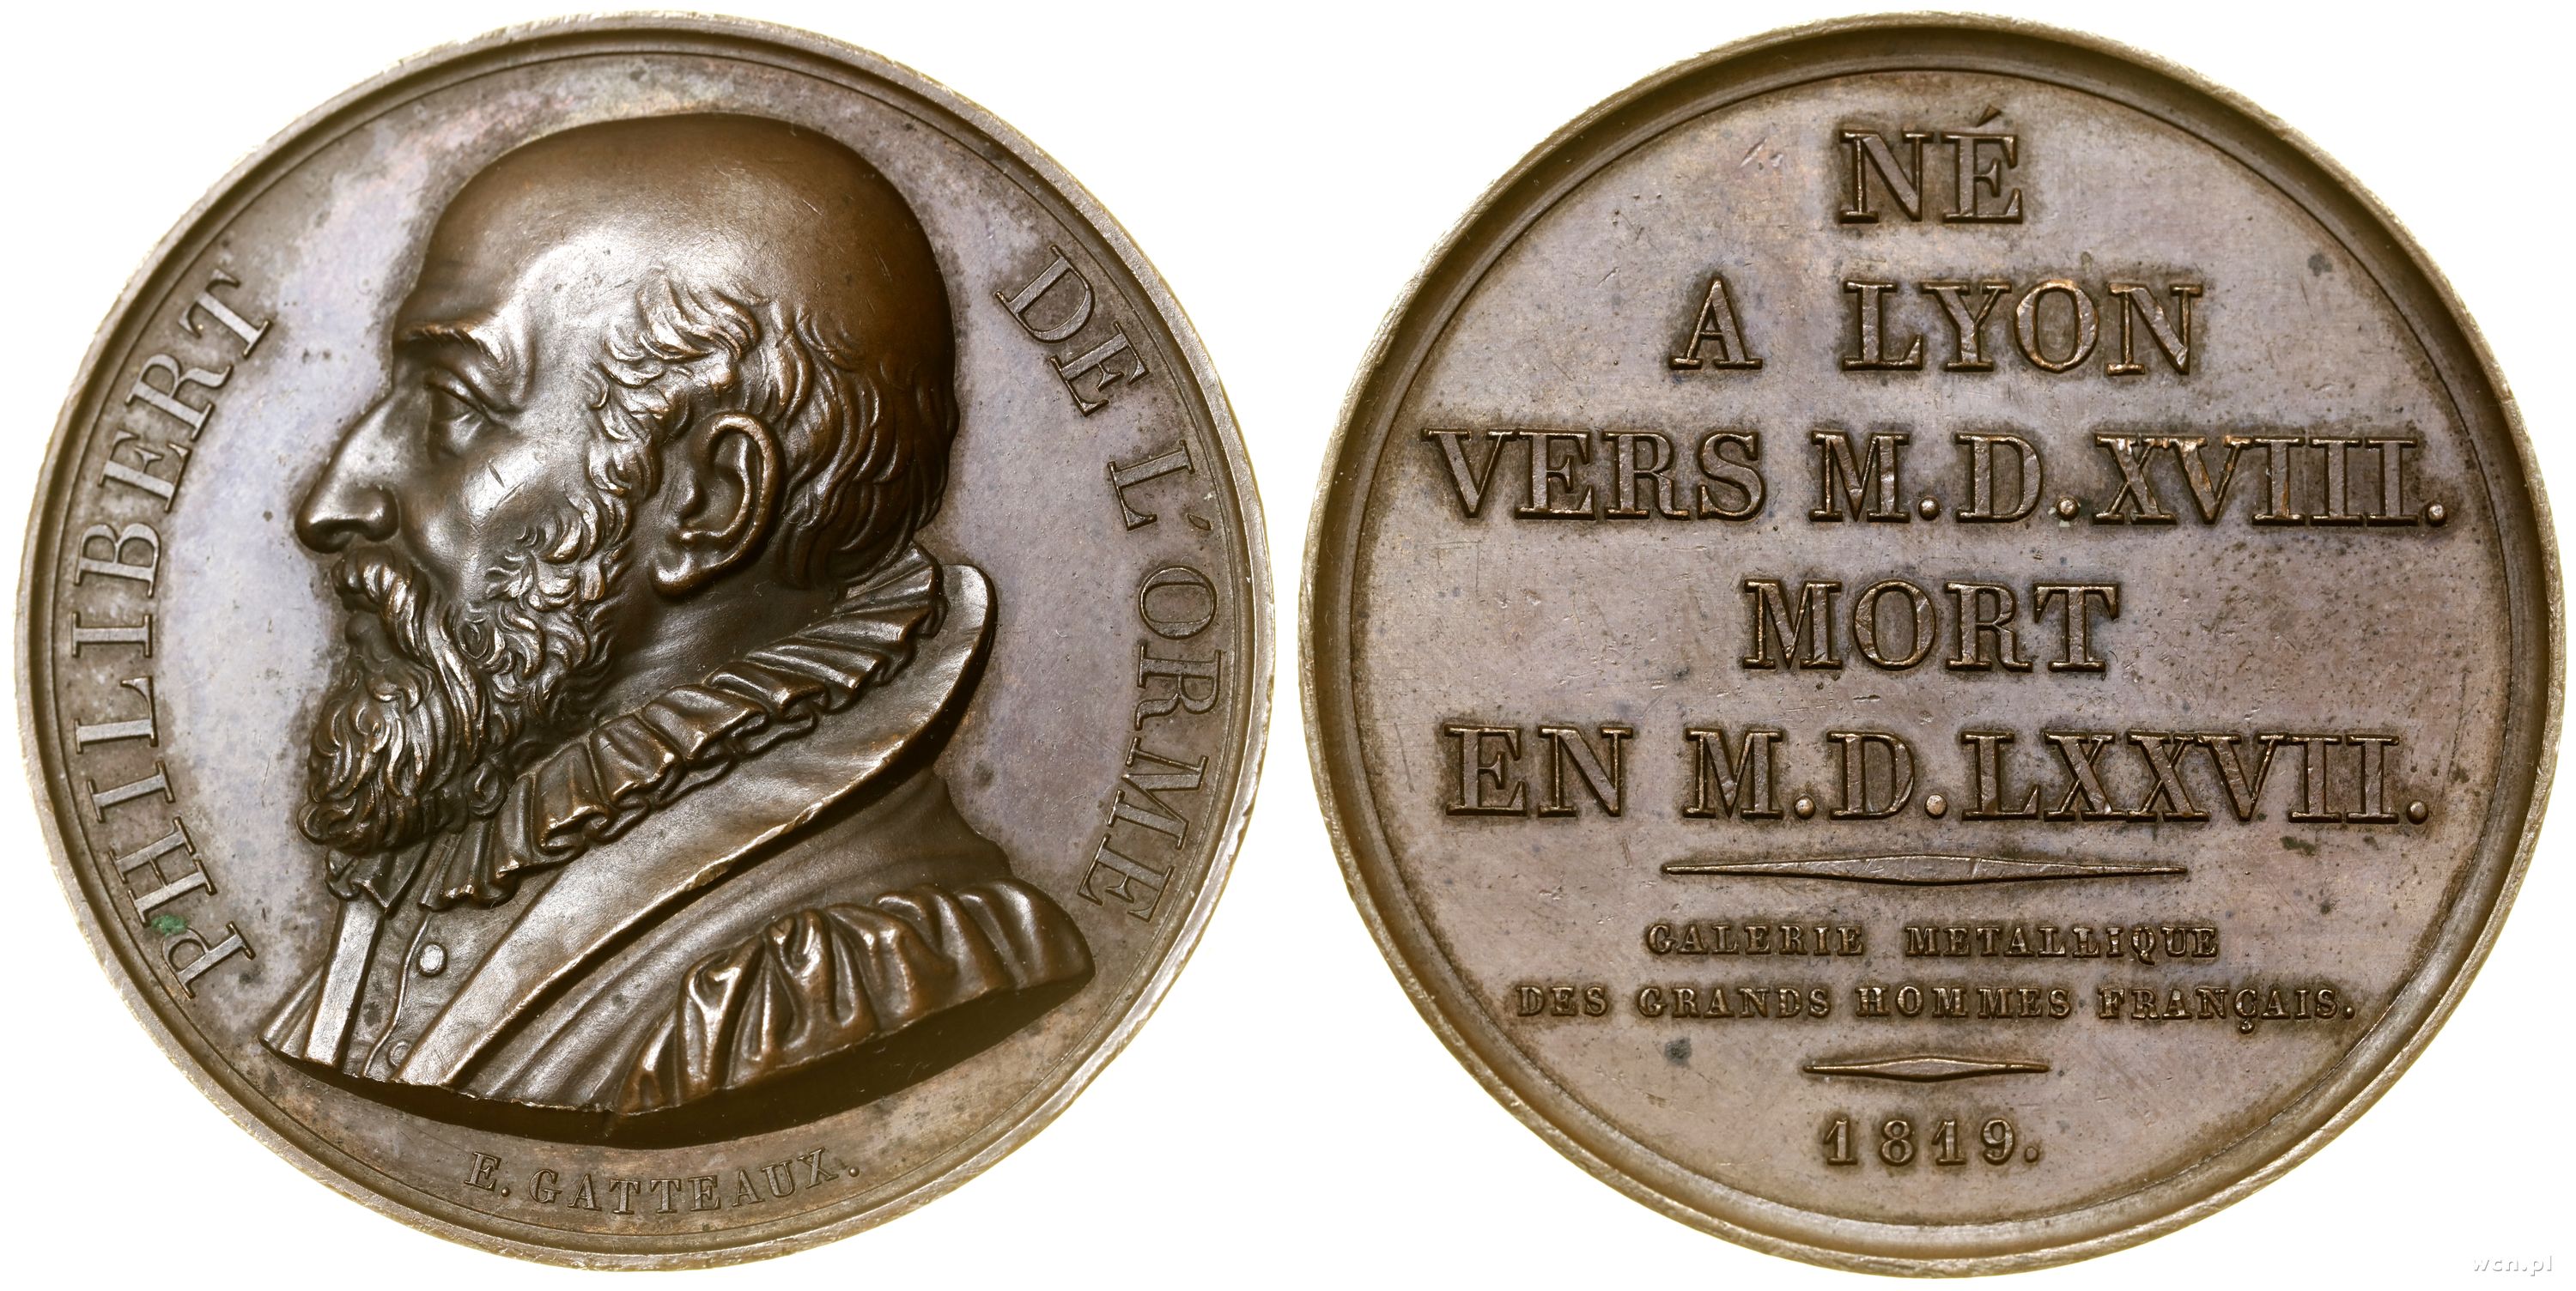 PHILIBERT DE L'ORME
E. GATTEAUX.
NÉ
A LYON
VERS M.D.XVIII.
MORT
EN M.D.LXXVII.
GALERIE METALLIQUE
DES GRANDS HOMMES FRANÇAIS.
1819.
wcn.pl